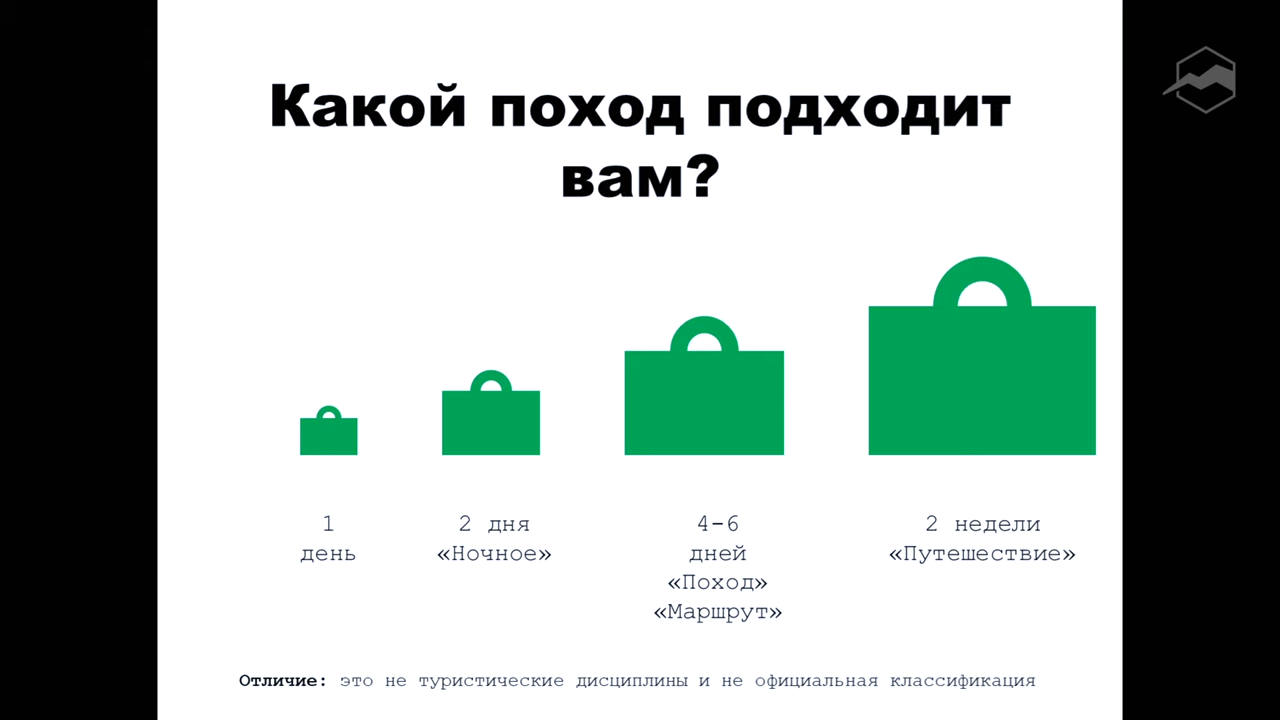 Какой поход подходит
вам?
1
день
2 дня
«Ночное»
4-6
дней
«Поход»
«Маршрут»
2 недели
«Путешествие»
Отличие: это не туристические дисциплины и не официальная классификация